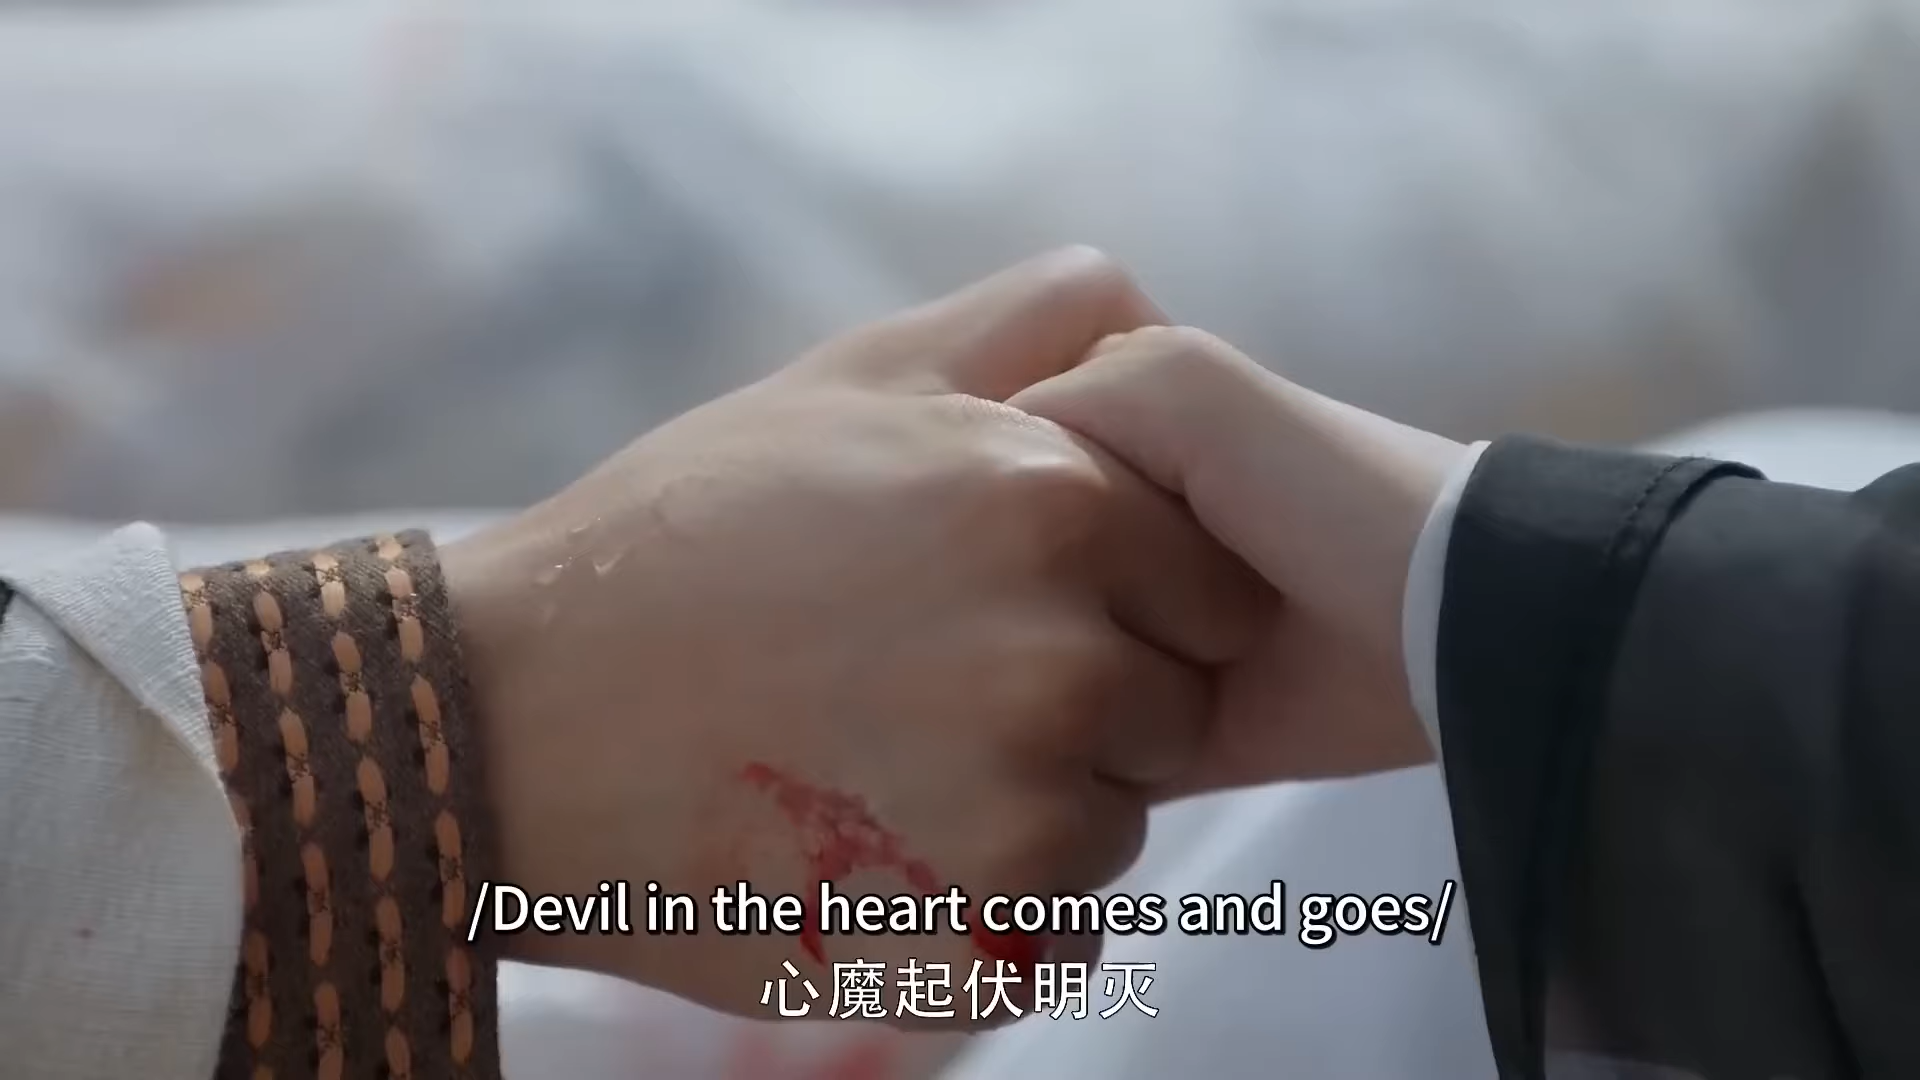 /Devil in the heart comes and goes/
心魔起伏明灭